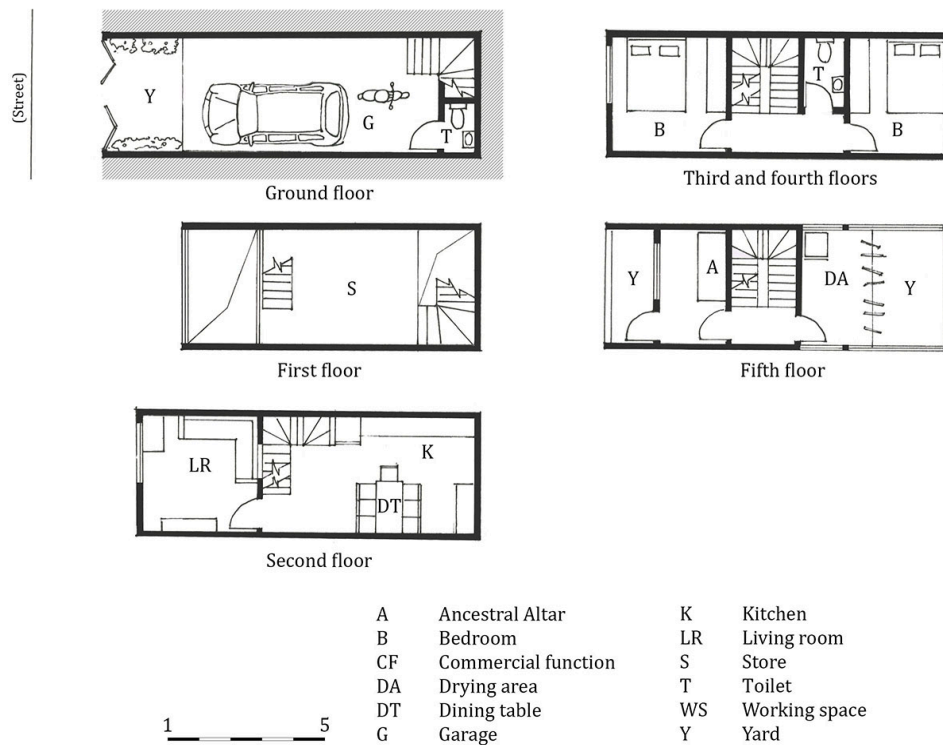 (Street)
Y
G
T
Ground floor
B
T
B
Third and fourth floors
S
First floor
Y
A
DA
Y
Fifth floor
LR
K
DT
Second floor
A Ancestral Altar
B Bedroom
CF Commercial function
DA Drying area
DT Dining table
G Garage
K Kitchen
LR Living room
S Store
T Toilet
WS Working space
Y Yard
1 5